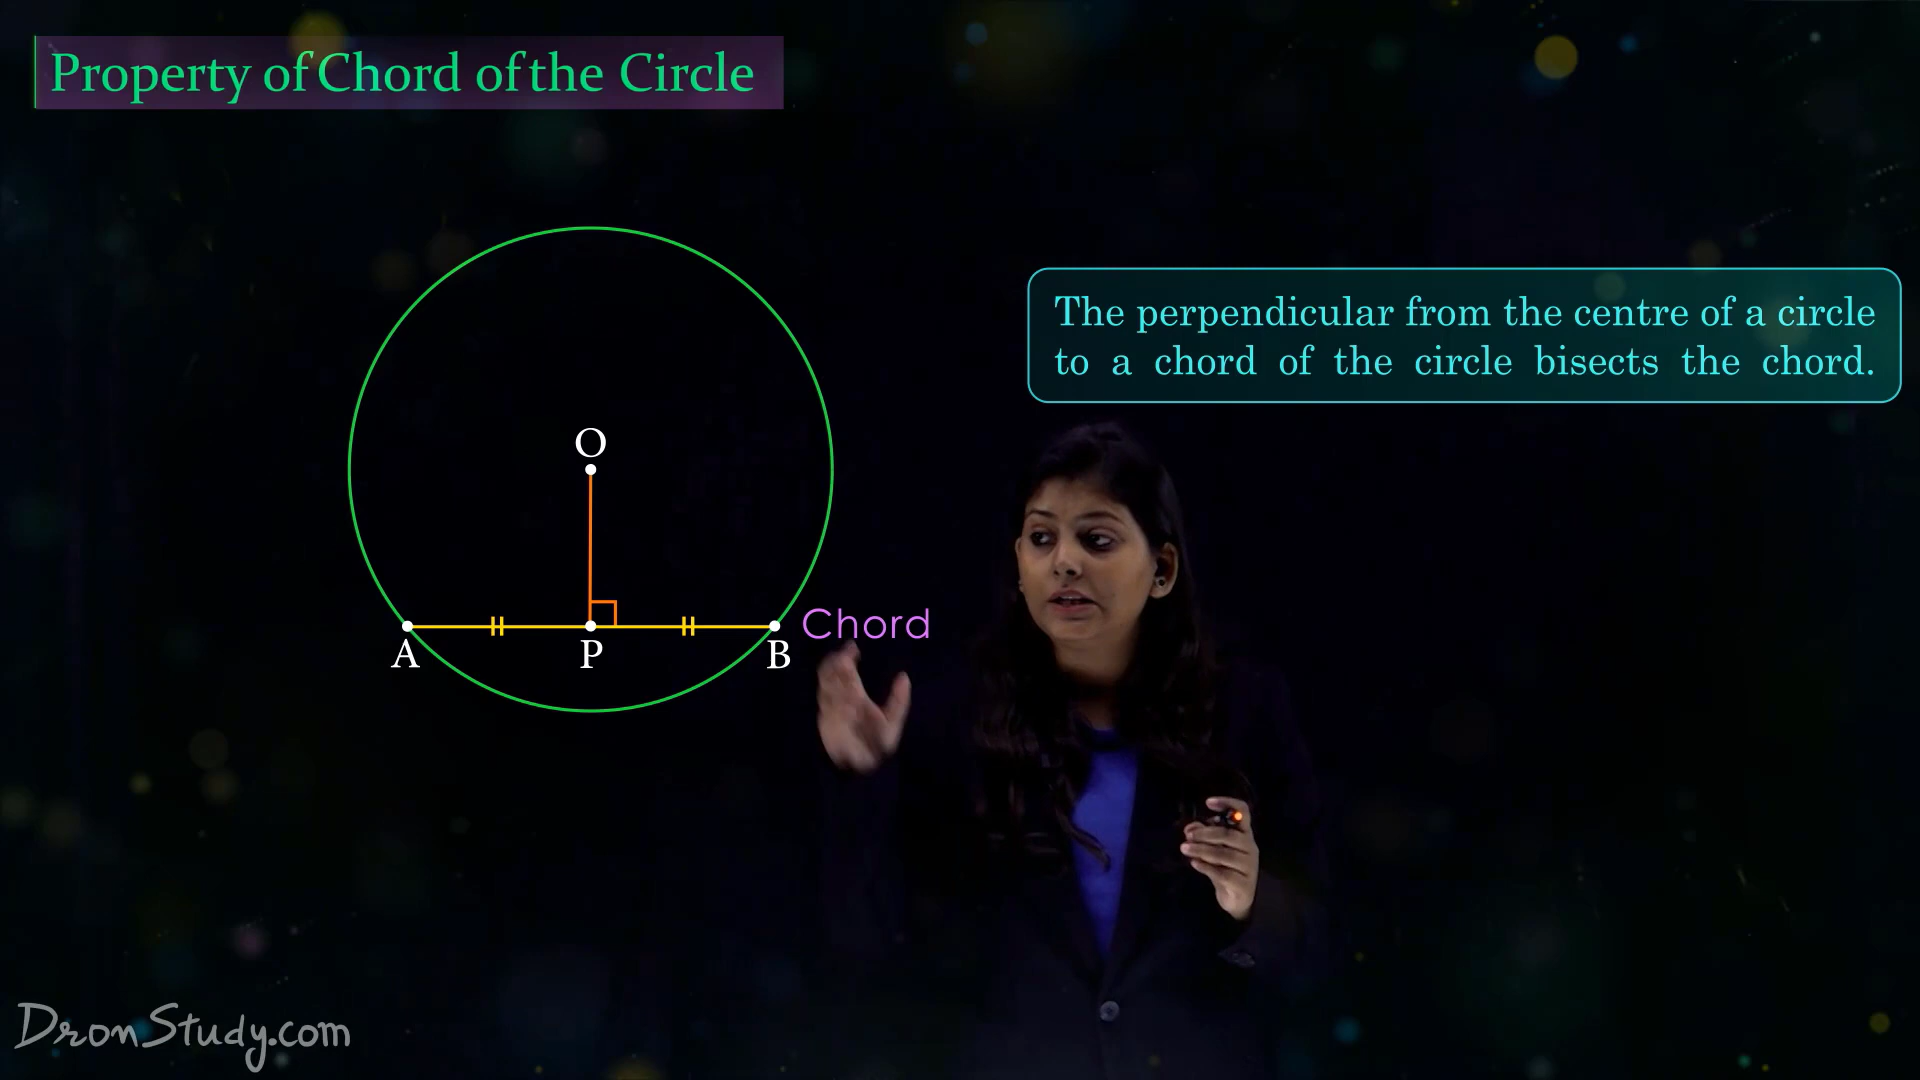 Property of Chord of the Circle
The perpendicular from the centre of a circle
to a chord of the circle bisects the chord.
O
Chord
A
P
B
DronStudy.com